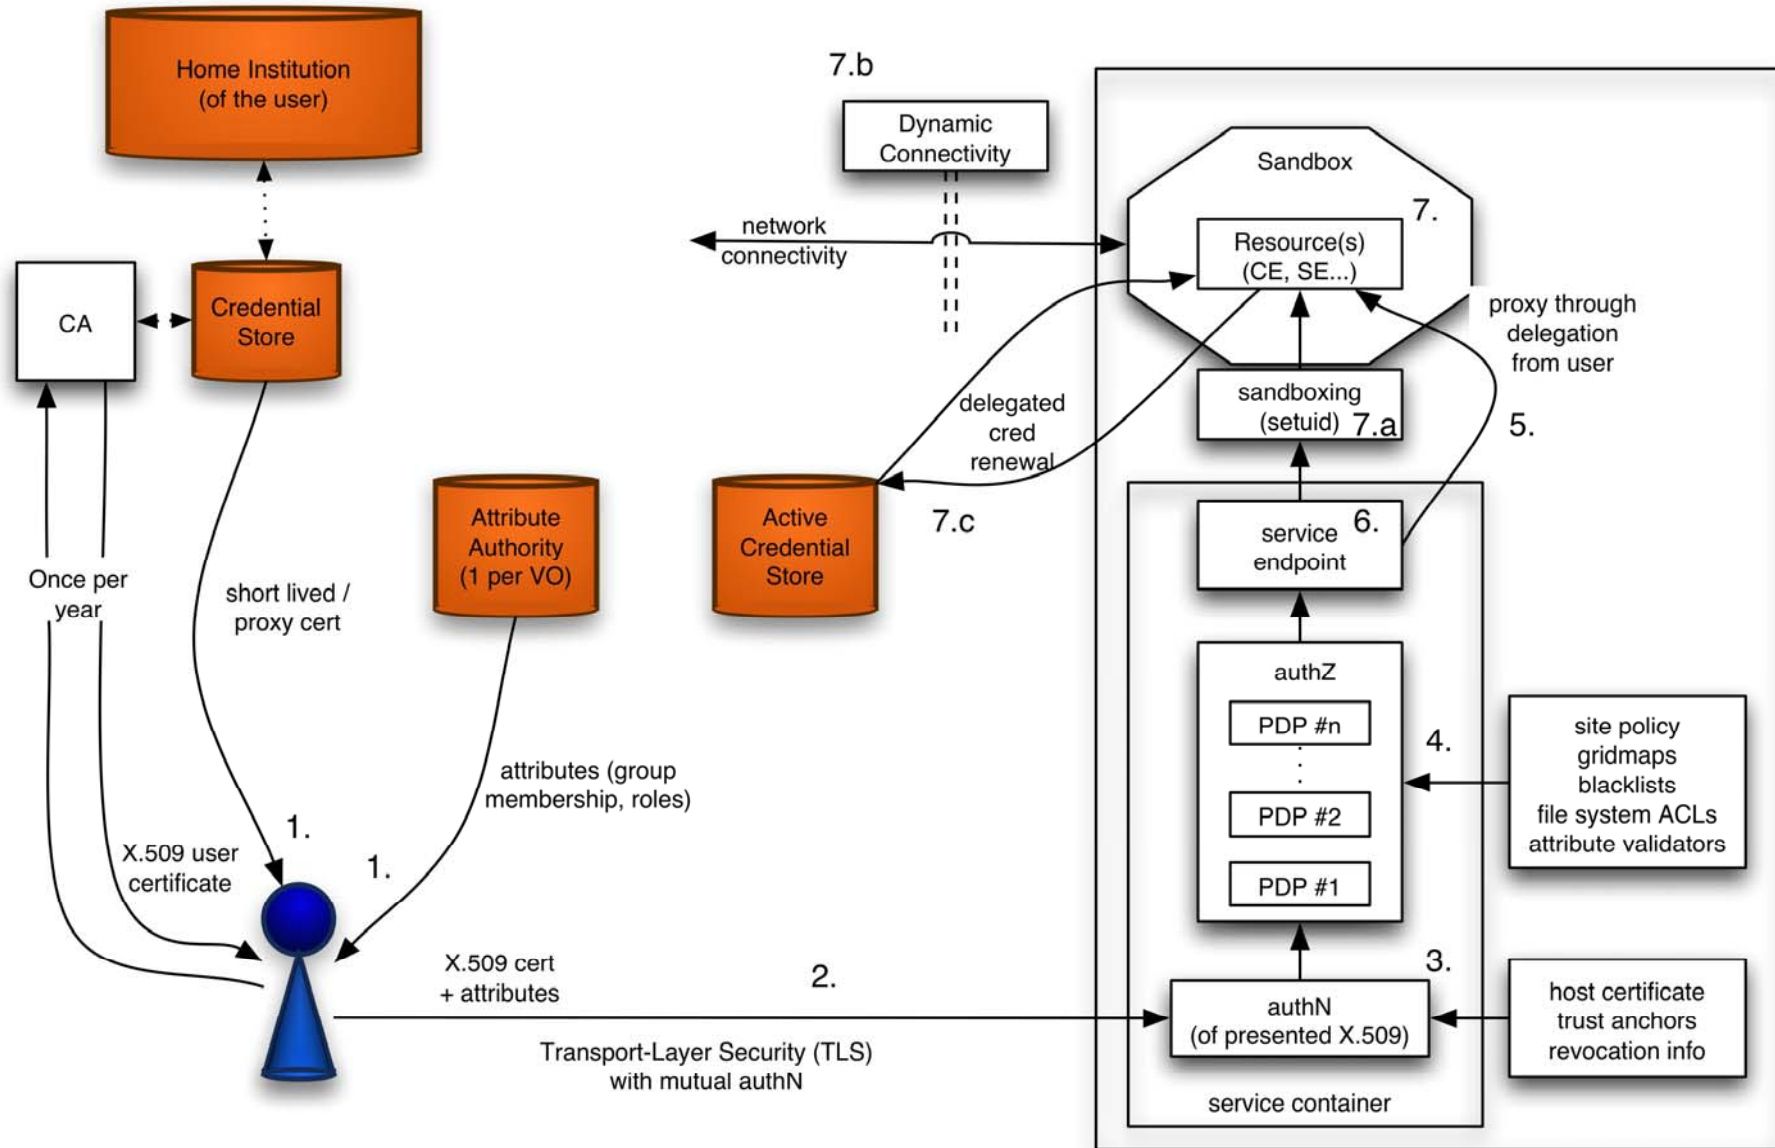 Home Institution
(of the user)
7.b
Dynamic
Connectivity
Sandbox
7.
network
connectivity
Resource(s)
(CE, SE...)
CA
Credential
Store
proxy through
delegation
from user
sandboxing
(setuid)
7.a
5.
delegated
cred
renewal
Attribute
Authority
(1 per VO)
Active
Credential
Store
7.c
service
endpoint
6.
Once per
year
short lived /
proxy cert
authZ
PDP #n
PDP #2
PDP #1
4.
site policy
gridmaps
blacklists
file system ACLs
attribute validators
attributes (group
membership, roles)
1.
1.
X.509 user
certificate
X.509 cert
+ attributes
2.
Transport-Layer Security (TLS)
with mutual authN
3.
authN
(of presented X.509)
host certificate
trust anchors
revocation info
service container